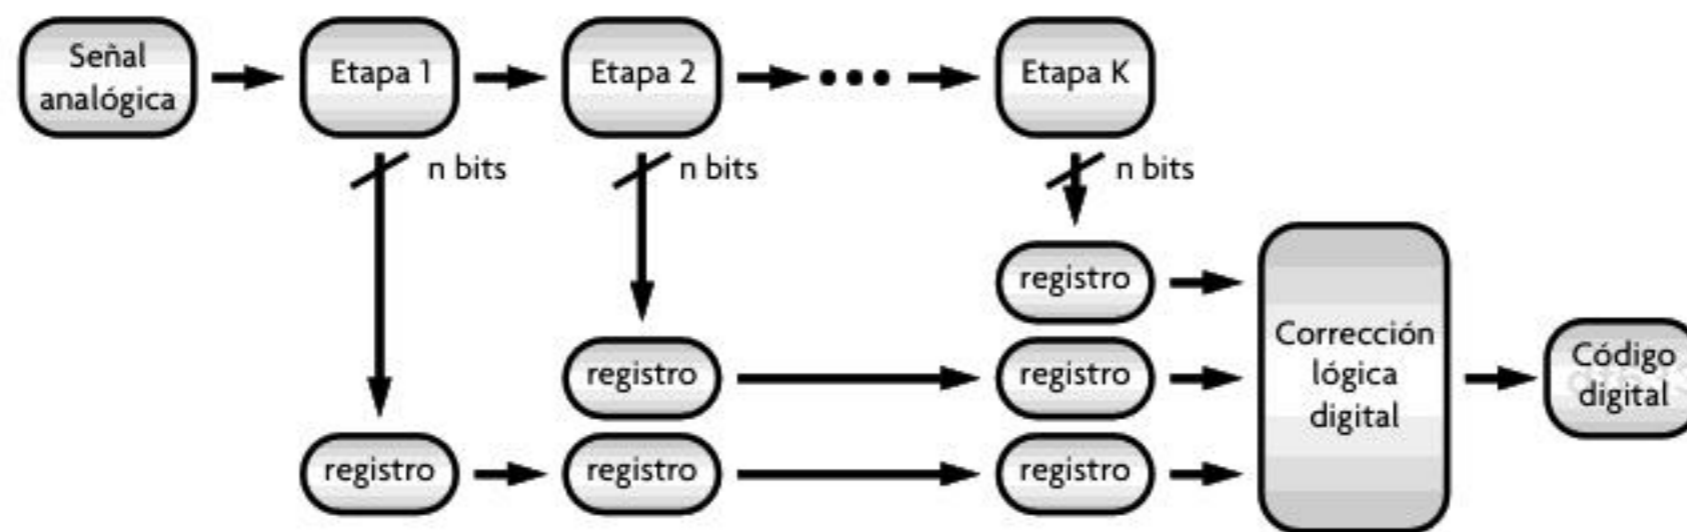 Señal
analógica
Etapa 1
Etapa 2
Etapa K
n bits
n bits
n bits
registro
registro
registro
registro
registro
registro
Corrección
lógica
digital
Código
digital